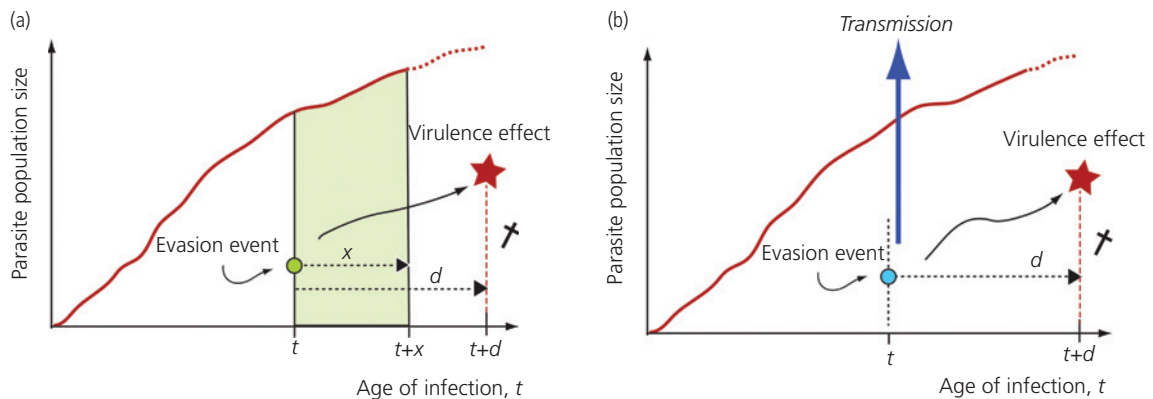 (a)
Parasite population size
Virulence effect
Evasion event
x
d
t
t+x
t+d
Age of infection, t
(b)
Transmission
Parasite population size
Virulence effect
Evasion event
d
t
t+d
Age of infection, t